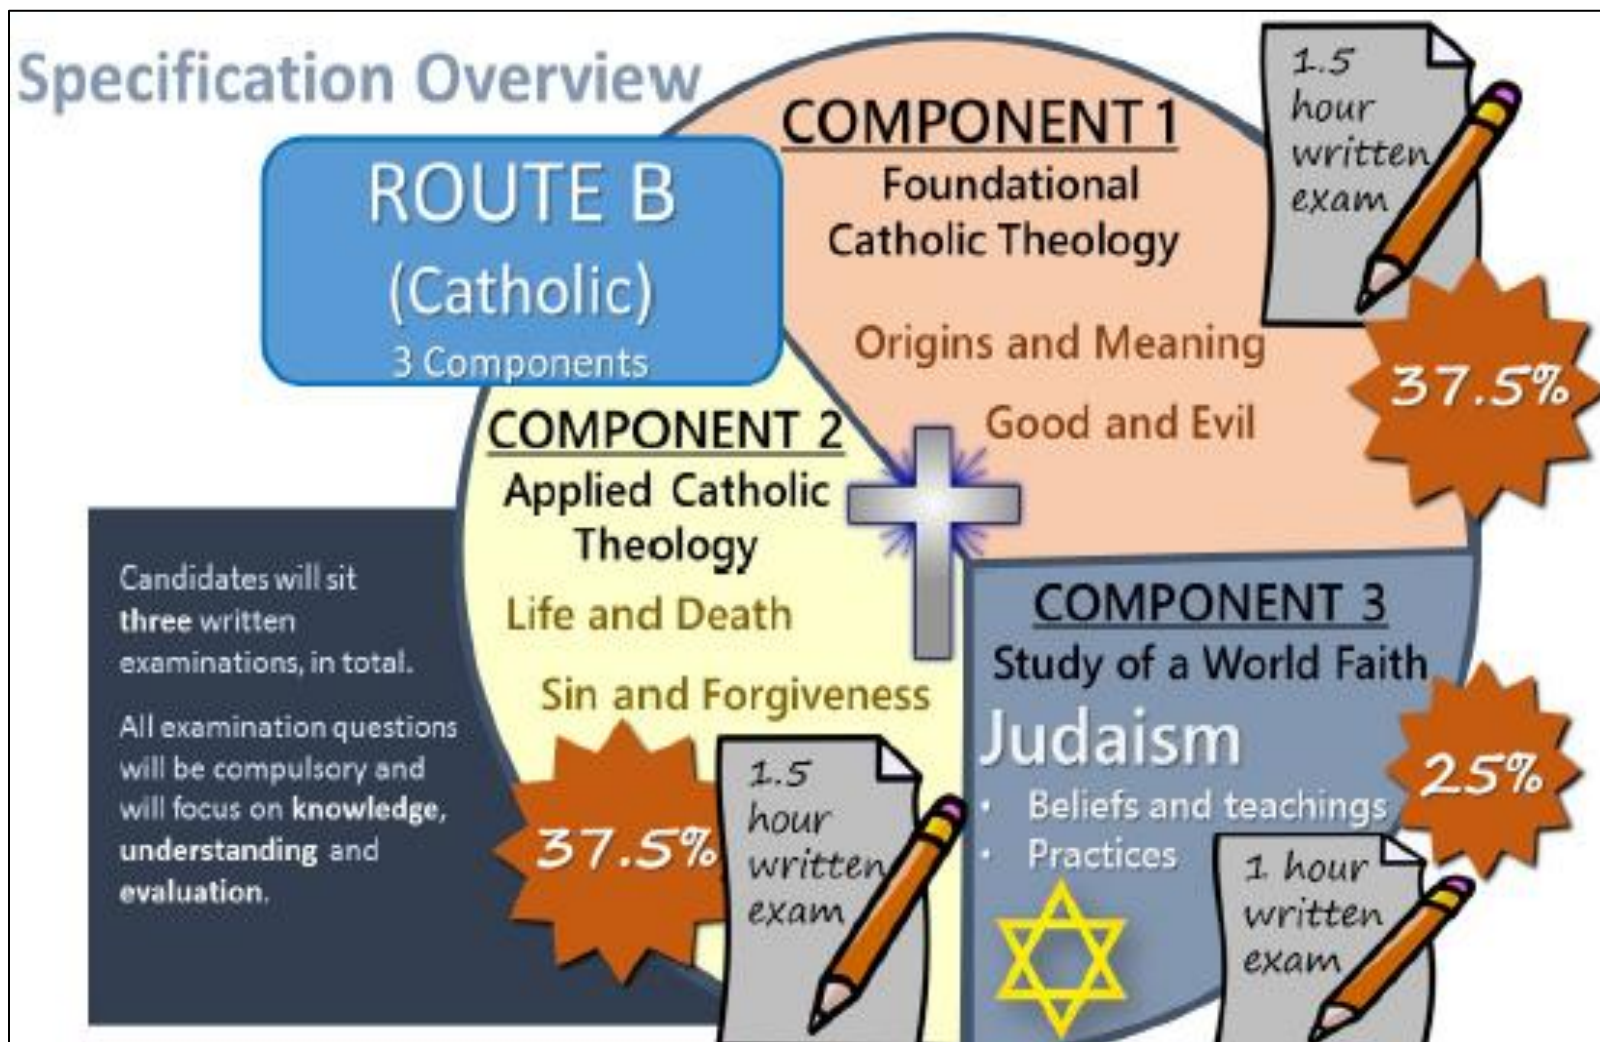 Specification Overview
ROUTE B
(Catholic)
3 Components
COMPONENT 1
Foundational
Catholic Theology
Origins and Meaning
Good and Evil
1.5
hour
written
exam
37.5%
COMPONENT 2
Applied Catholic
Theology
Life and Death
Sin and Forgiveness
37.5%
1.5
hour
written
exam
COMPONENT 3
Study of a World Faith
Judaism
• Beliefs and teachings
• Practices
25%
1 hour
written
exam
Candidates will sit
three written
examinations, in total.
All examination questions
will be compulsory and
will focus on knowledge,
understanding and
evaluation.